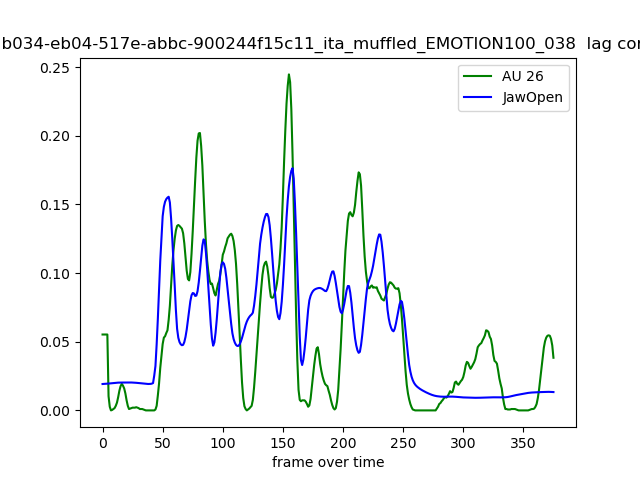 b034-eb04-517e-abbc-900244f15c11_ita_muffled_EMOTION100_038 lag
AU 26
JawOpen
0.25
0.20
0.15
0.10
0.05
0.00
0 50 100 150 200 250 300 350
frame over time